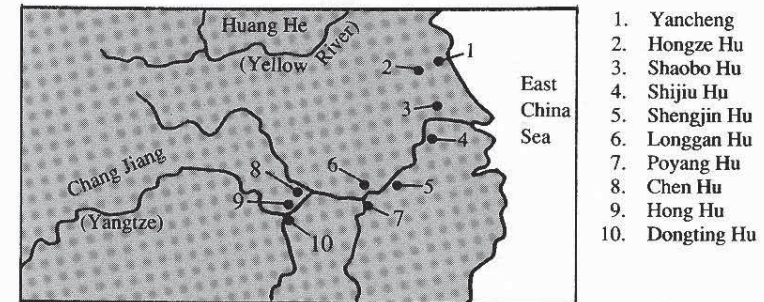 Huang He
(Yellow River)
East
China
Sea
Chang Jiang
(Yangtze)
1
2
3
4
5
6
7
8
9
10
1. Yancheng
2. Hongze Hu
3. Shaobo Hu
4. Shijiu Hu
5. Shengjin Hu
6. Longgan Hu
7. Poyang Hu
8. Chen Hu
9. Hong Hu
10. Dongting Hu